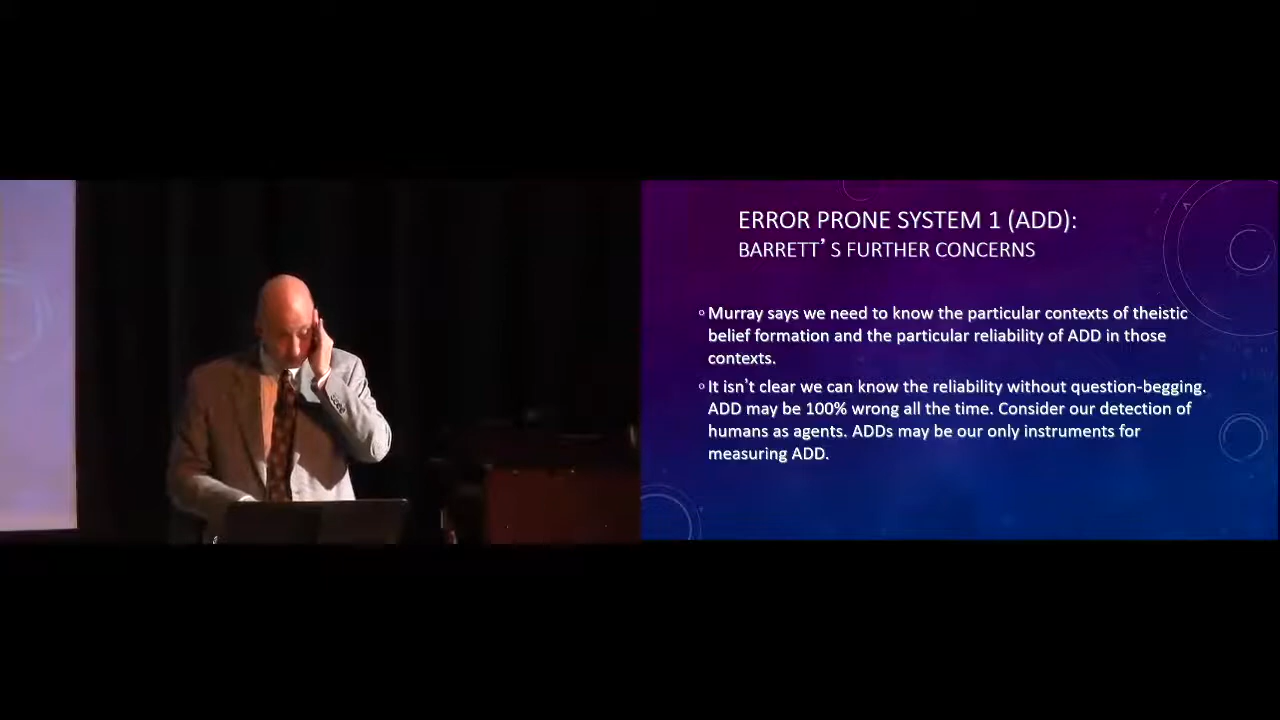 ERROR PRONE SYSTEM 1 (ADD):
BARRETT’S FURTHER CONCERNS
◦ Murray says we need to know the particular contexts of theistic
belief formation and the particular reliability of ADD in those
contexts.
◦ It isn’t clear we can know the reliability without question-begging.
ADD may be 100% wrong all the time. Consider our detection of
humans as agents. ADDs may be our only instruments for
measuring ADD.